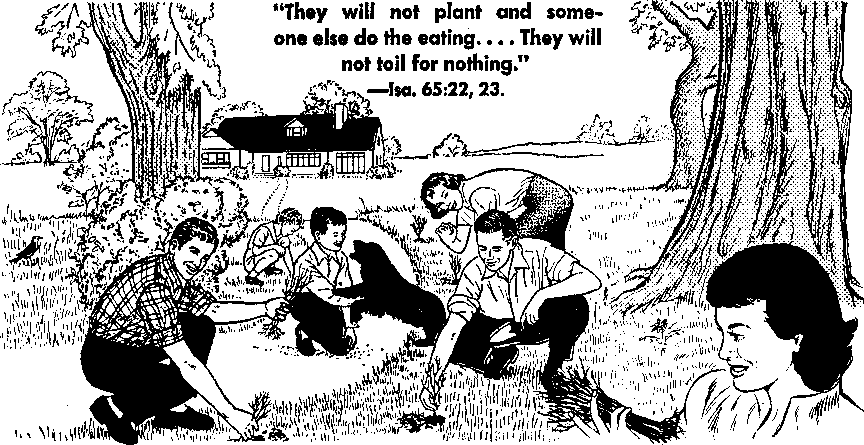 “They will not plant and some-
one else do the eating. . . . They will
not toil for nothing.”
—Isa. 65:22, 23.